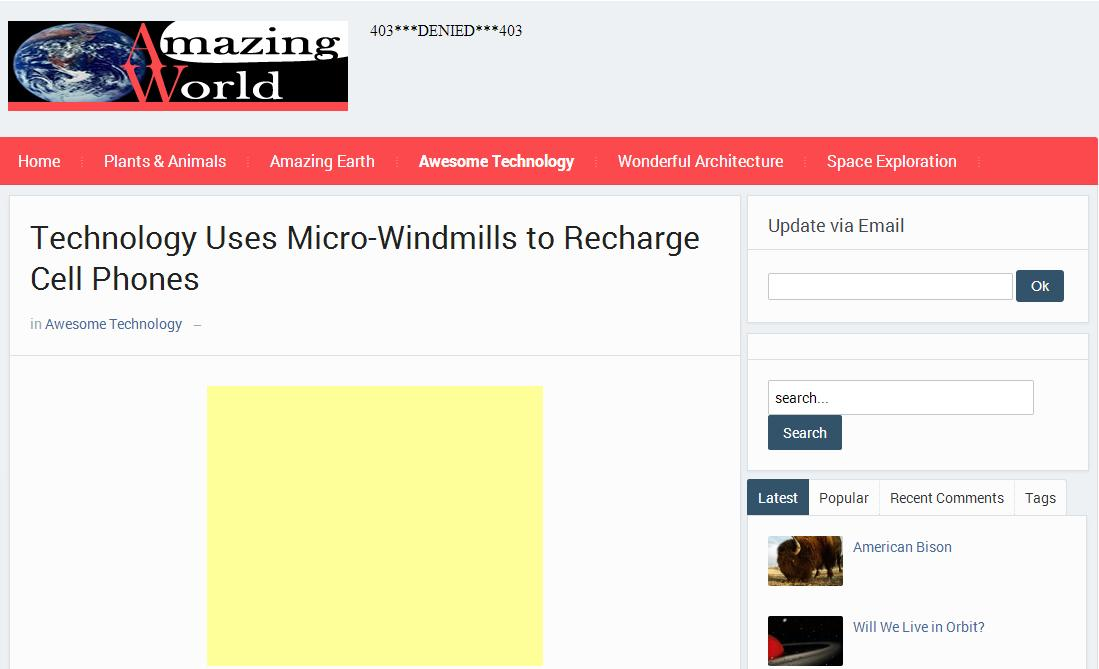 Amazing
World
403***DENIED***403
Home
Plants & Animals
Amazing Earth
Awesome Technology
Wonderful Architecture
Space Exploration
Technology Uses Micro-Windmills to Recharge
Cell Phones
in Awesome Technology –
Update via Email
Ok
search...
Search
Latest
Popular
Recent Comments
Tags
American Bison
Will We Live in Orbit?